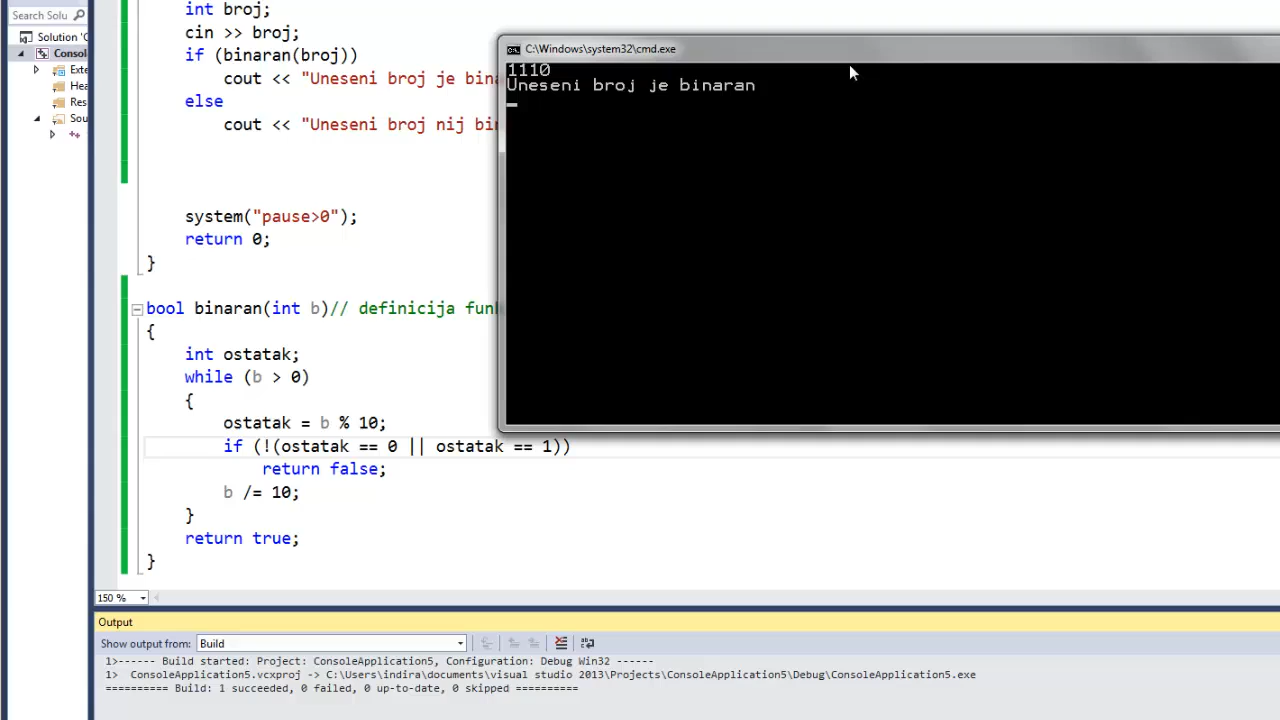 Search Solu
Solution 'C
Consol
Exte
Hea
Res
Sou
int broj;
cin >> broj;
if (binaran(broj))
cout << "Uneseni broj je bina
else
cout << "Uneseni broj nij bin
system("pause>0");
return 0;
}
bool binaran(int b)// definicija funk
{
int ostatak;
while (b > 0)
{
ostatak = b % 10;
if (!(ostatak == 0 || ostatak == 1))
return false;
b /= 10;
}
return true;
}
C:\Windows\system32\cmd.exe
1110
Uneseni broj je binaran
150 %
Output
Show output from: Build
1>------ Build started: Project: ConsoleApplication5, Configuration: Debug Win32 ------
1>  ConsoleApplication5.vcxproj -> C:\Users\indira\documents\visual studio 2013\Projects\ConsoleApplication5\Debug\ConsoleApplication5.exe
========== Build: 1 succeeded, 0 failed, 0 up-to-date, 0 skipped ==========